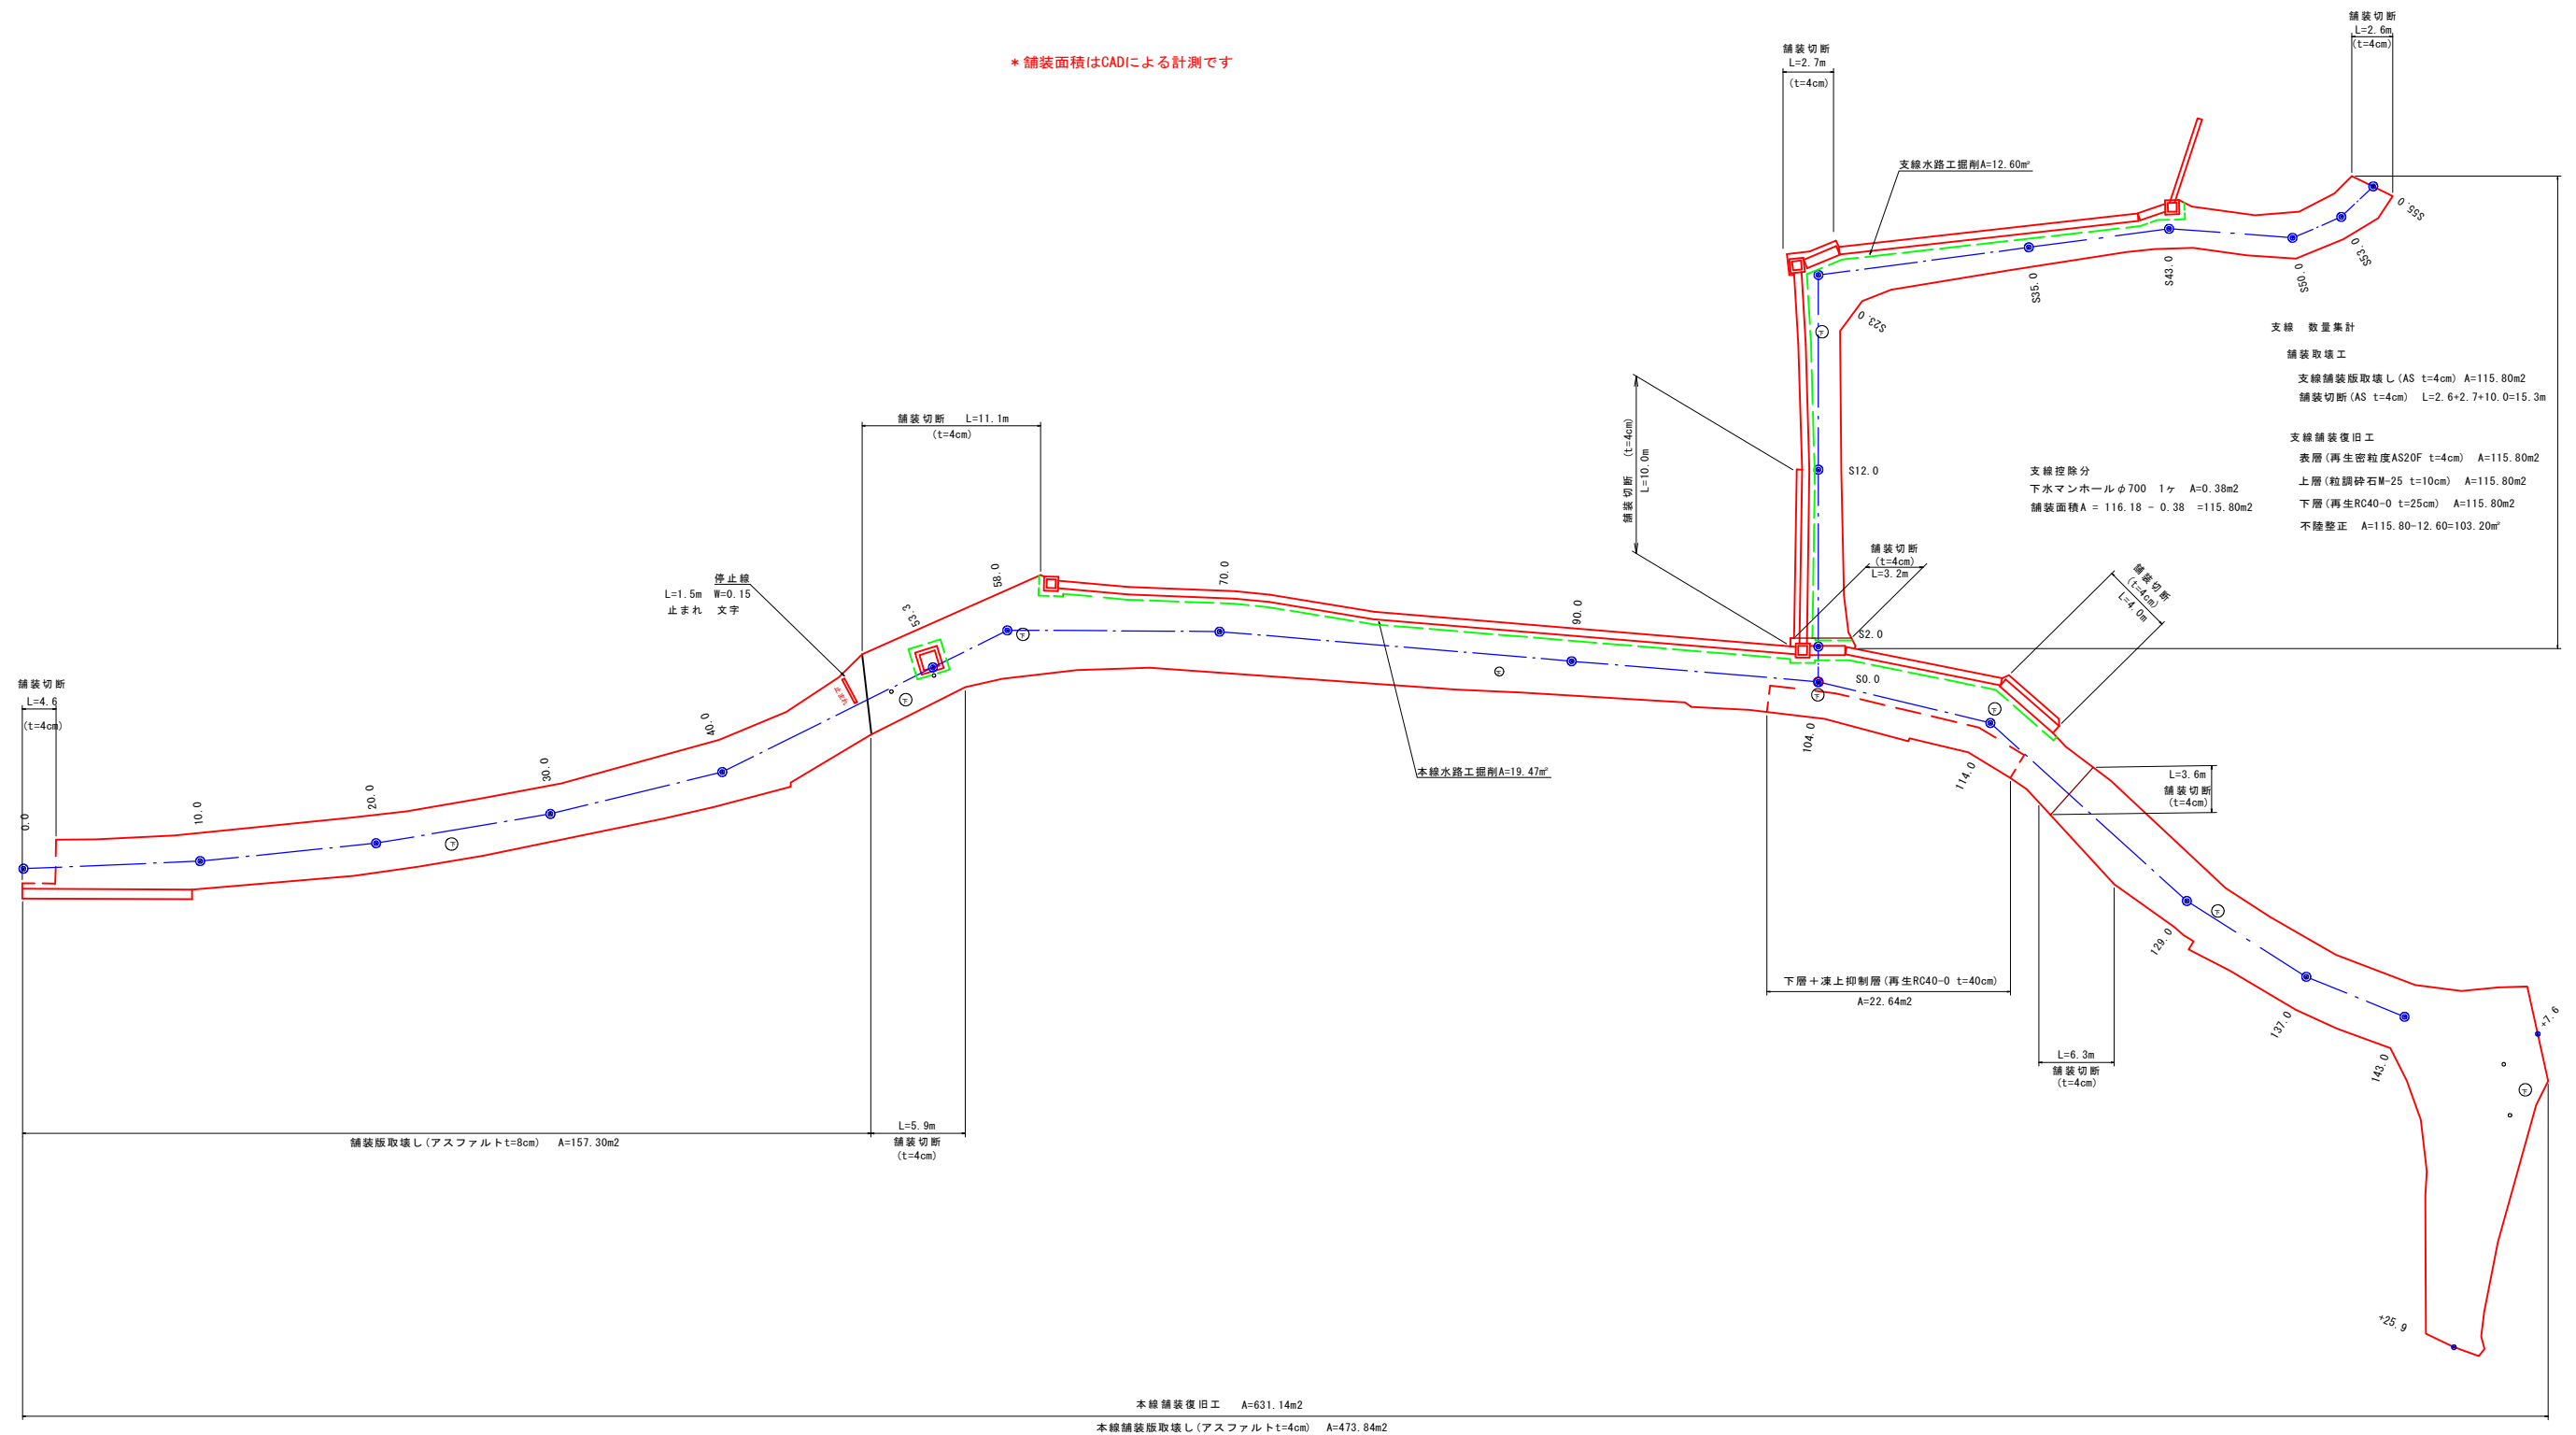 *舗装面積はCADによる計測です
舗装切断
L=2.7m
(t=4cm)
舗装切断
L=2.6m
(t=4cm)
支線水路工掘削A=12.60㎡
S55.0
S53.0
S50.0
S43.0
S35.0
S23.0
下
支線 数量集計
舗装取壊工
支線舗装版取壊し(AS t=4cm) A=115.80m2
舗装切断(AS t=4cm) L=2.6+2.7+10.0=15.3m
支線舗装復旧工
表層(再生密粒度AS20F t=4cm) A=115.80m2
上層(粒調砕石M-25 t=10cm) A=115.80m2
下層(再生RC40-0 t=25cm) A=115.80m2
不陸整正 A=115.80-12.60=103.20㎡
支線控除分
下水マンホールφ700 1ヶ A=0.38m2
舗装面積A = 116.18 - 0.38 =115.80m2
舗装切断 (t=4cm)
L=10.0m
S12.0
舗装切断
(t=4cm)
L=3.2m
S2.0
S0.0
舗装切断
(t=4cm)
L=4.0m
舗装切断 L=11.1m
(t=4cm)
停止線
L=1.5m W=0.15
止まれ 文字
止まれ
舗装切断
L=4.6
(t=4cm)
0.0
10.0
20.0
30.0
40.0
53.3
58.0
70.0
90.0
104.0
114.0
129.0
137.0
143.0
+7.6
+25.9
下
下
下
下
下
下
下
下
本線水路工掘削A=19.47㎡
L=3.6m
舗装切断
(t=4cm)
下層+凍上抑制層(再生RC40-0 t=40cm)
A=22.64m2
L=6.3m
舗装切断
(t=4cm)
舗装版取壊し(アスファルトt=8cm) A=157.30m2
L=5.9m
舗装切断
(t=4cm)
本線舗装復旧工 A=631.14m2
本線舗装版取壊し(アスファルトt=4cm) A=473.84m2